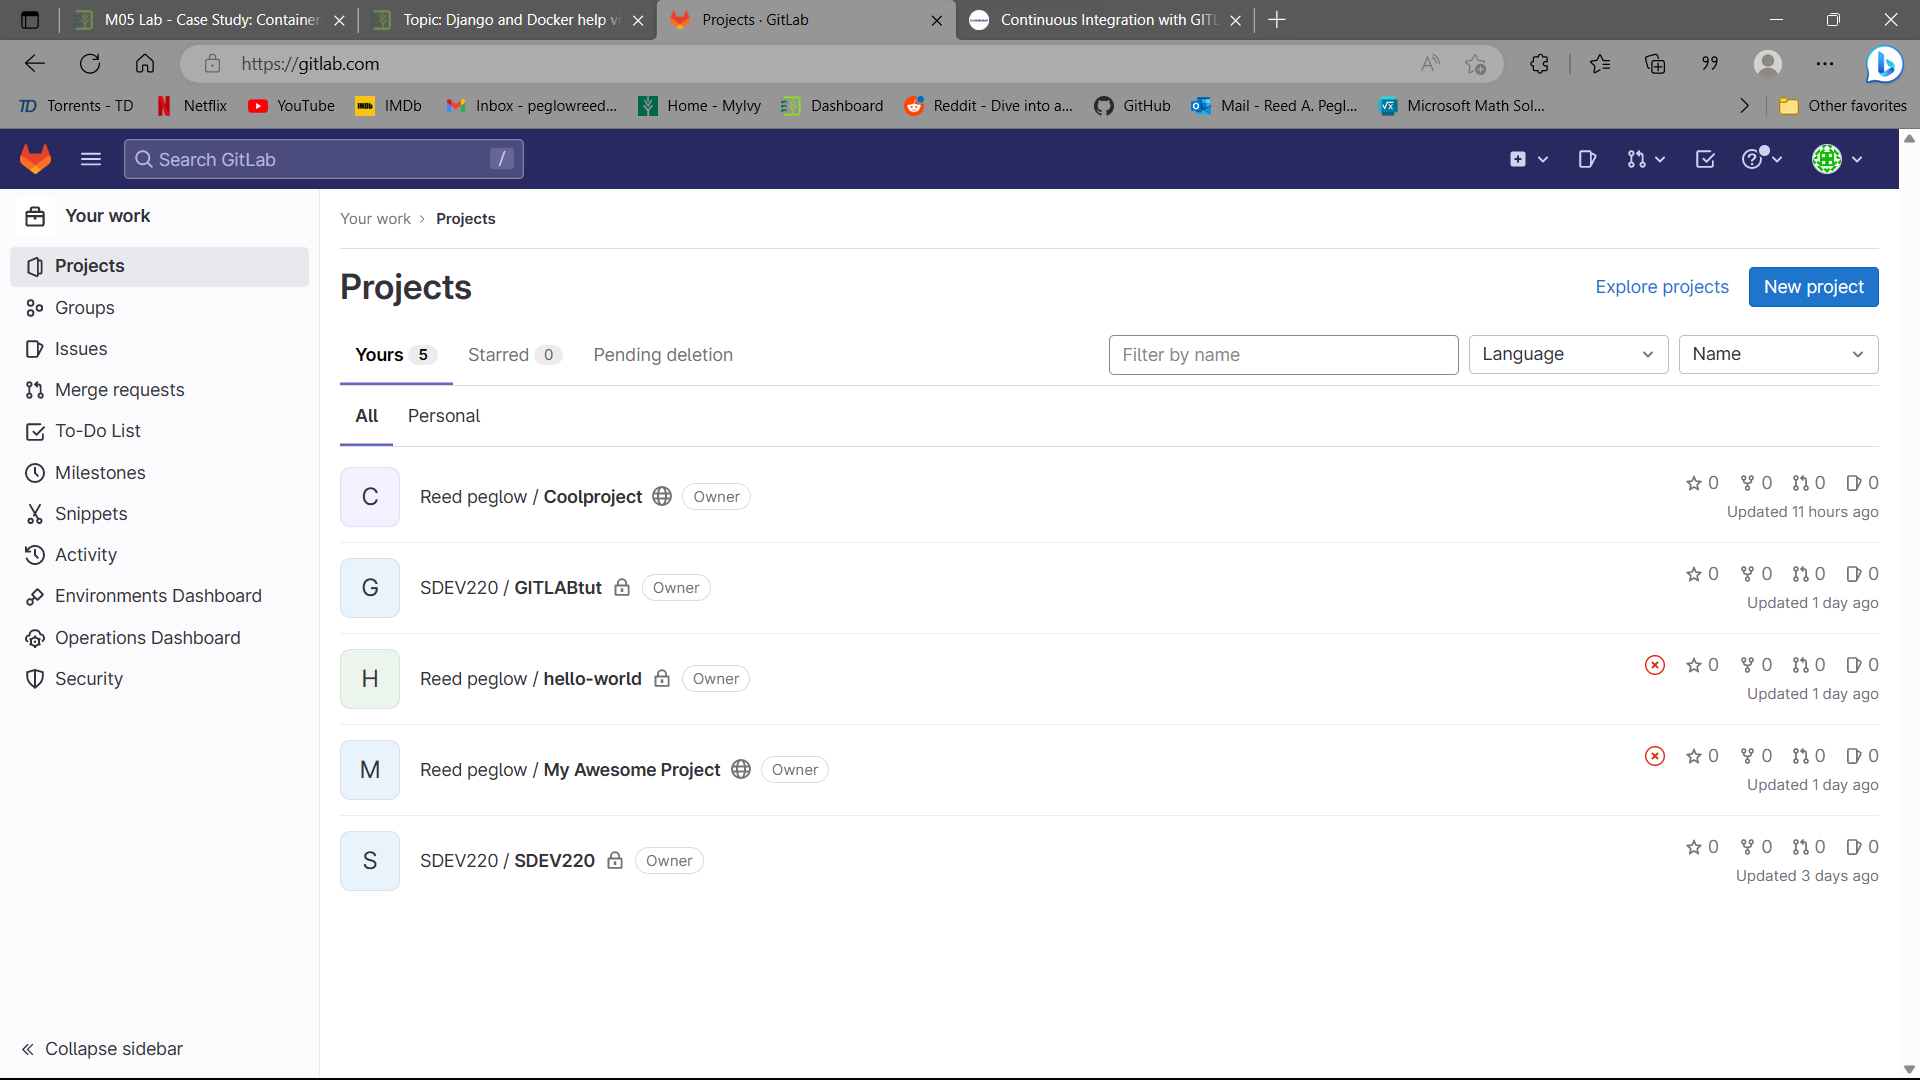 M05 Lab - Case Study: Container
Topic: Django and Docker help vi
Projects · GitLab
Continuous Integration with GITL
https://gitlab.com
Torrents - TD
Netflix
YouTube
IMDb
Inbox - peglowreed...
Home - MyIvy
Dashboard
Reddit - Dive into a...
GitHub
Mail - Reed A. Pegl...
Microsoft Math Sol...
Other favorites
Search GitLab /
Your work
Projects
Groups
Issues
Merge requests
To-Do List
Milestones
Snippets
Activity
Environments Dashboard
Operations Dashboard
Security
Collapse sidebar
Your work > Projects
Projects
Explore projects
New project
Yours 5
Starred 0
Pending deletion
Filter by name
Language
Name
All
Personal
C Reed peglow / Coolproject Owner
0 0 0 0
Updated 11 hours ago
G SDEV220 / GITLABtut Owner
0 0 0 0
Updated 1 day ago
H Reed peglow / hello-world Owner
0 0 0 0
Updated 1 day ago
M Reed peglow / My Awesome Project Owner
0 0 0 0
Updated 1 day ago
S SDEV220 / SDEV220 Owner
0 0 0 0
Updated 3 days ago